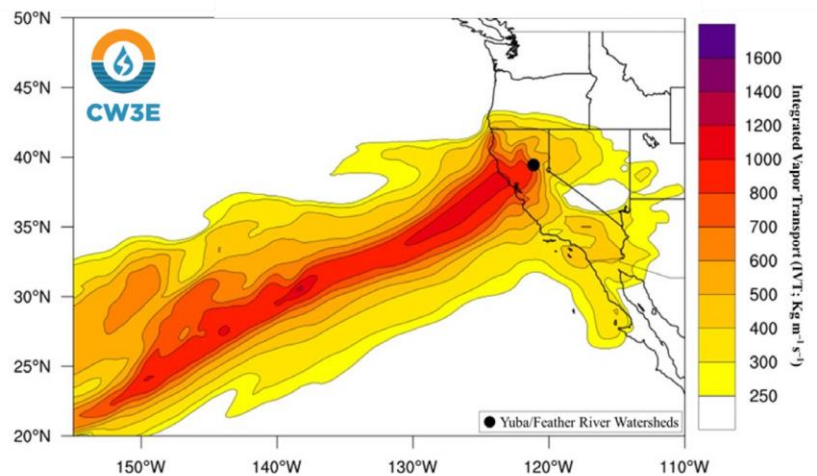 50°N
45°N
40°N
35°N
30°N
25°N
20°N
CW3E
Yuba/Feather River Watersheds
150°W
140°W
130°W
120°W
110°W
1600
1400
1200
1000
800
700
600
500
400
300
250
Integrated Vapor Transport (IVT; Kg m⁻¹ s⁻¹)